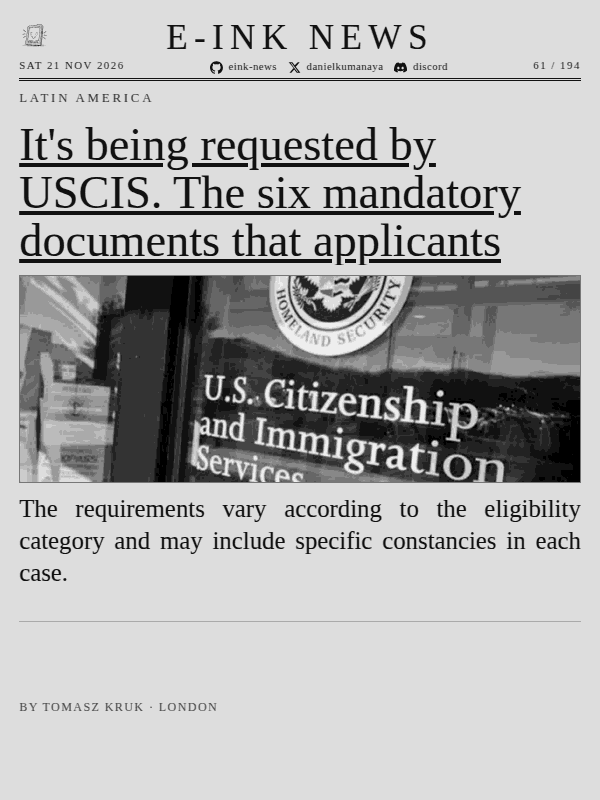 E-INK NEWS
SAT 21 NOV 2026
eink-news
danielkumanaya
discord
61 / 194
LATIN AMERICA
It's being requested by
USCIS. The six mandatory
documents that applicants
HOMELAND SECURITY
U.S. Citizenship
and Immigration
Services
The requirements vary according to the eligibility
category and may include specific constancies in each
case.
BY TOMASZ KRUK · LONDON